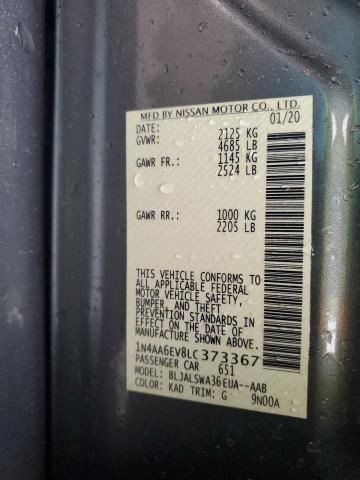 MFD BY NISSAN MOTOR CO., LTD.
DATE: 01/20
GVWR: 2125 KG
4685 LB
GAWR FR.: 1145 KG
2524 LB
GAWR RR.: 1000 KG
2205 LB
THIS VEHICLE CONFORMS TO
ALL APPLICABLE FEDERAL
MOTOR VEHICLE SAFETY,
BUMPER, AND THEFT
PREVENTION STANDARDS IN
EFFECT ON THE DATE OF
MANUFACTURE SHOWN ABOVE.
1N4AA6EV8LC373367
PASSENGER CAR 651
MODEL: BLJALSWA36EUA--AAB
COLOR: KAD TRIM: G 9N00A